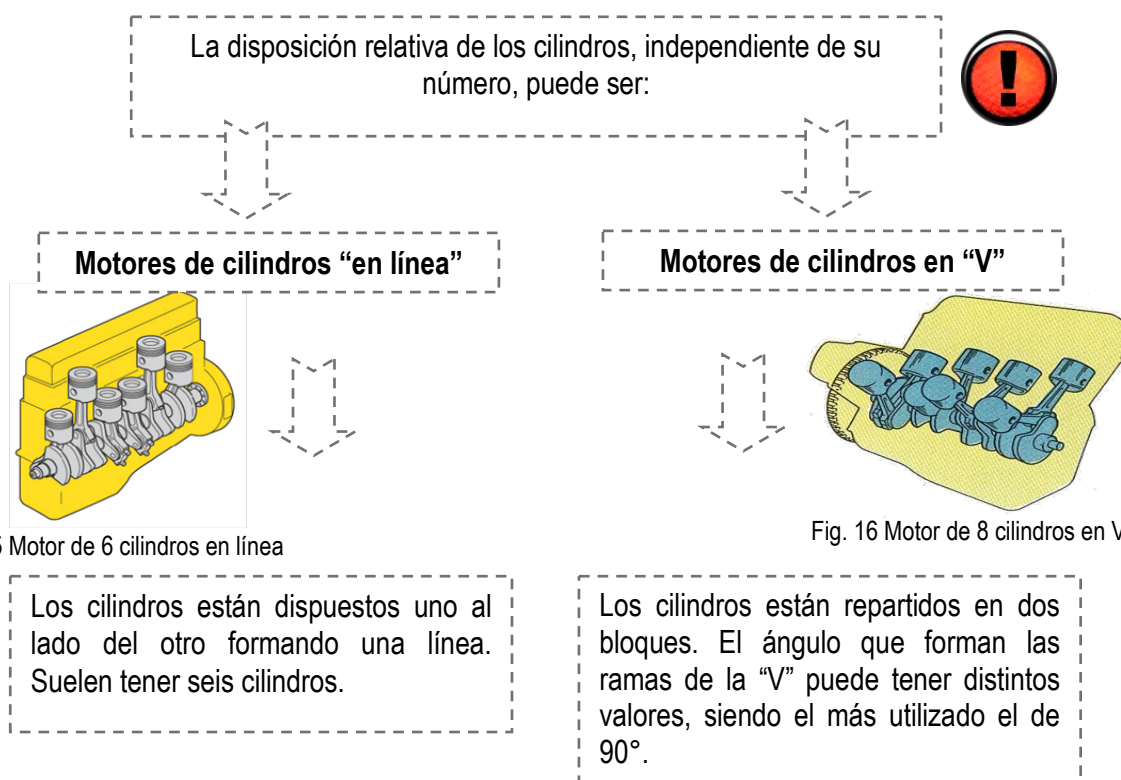 La disposición relativa de los cilindros, independiente de su
número, puede ser:
Motores de cilindros “en línea”
Motores de cilindros en “V”
5 Motor de 6 cilindros en línea
Fig. 16 Motor de 8 cilindros en V
Los cilindros están dispuestos uno al
lado del otro formando una línea.
Suelen tener seis cilindros.
Los cilindros están repartidos en dos
bloques. El ángulo que forman las
ramas de la “V” puede tener distintos
valores, siendo el más utilizado el de
90°.